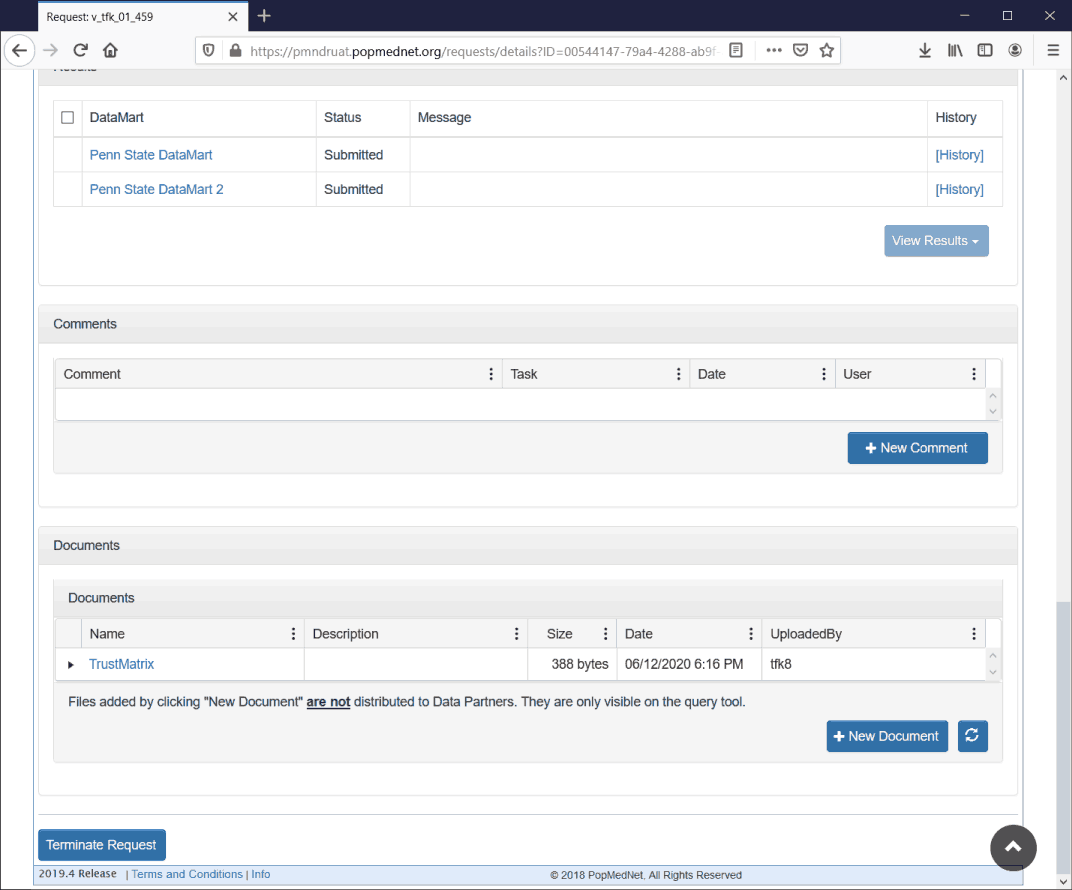 Request: v_tfk_01_459
https://pmndruat.popmednet.org/requests/details?ID=00544147-79a4-4288-ab9f-
Results
DataMart Status Message History
Penn State DataMart Submitted [History]
Penn State DataMart 2 Submitted [History]
View Results
Comments
Comment Task Date User
+ New Comment
Documents
Documents
Name Description Size Date UploadedBy
TrustMatrix 388 bytes 06/12/2020 6:16 PM tfk8
Files added by clicking "New Document" are not distributed to Data Partners. They are only visible on the query tool.
+ New Document
Terminate Request
2019.4 Release | Terms and Conditions | Info © 2018 PopMedNet, All Rights Reserved